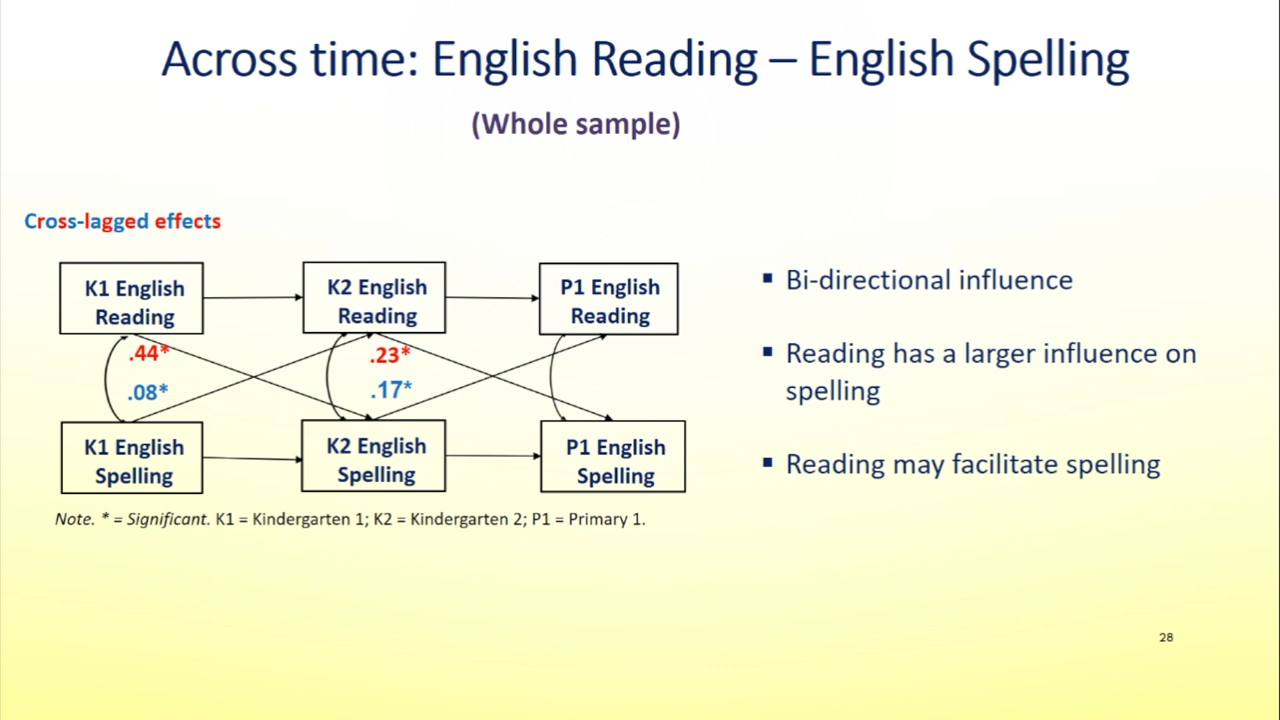 Across time: English Reading – English Spelling
(Whole sample)
Cross-lagged effects
K1 English
Reading
K2 English
Reading
P1 English
Reading
.44*
.08*
.23*
.17*
K1 English
Spelling
K2 English
Spelling
P1 English
Spelling
Note. * = Significant. K1 = Kindergarten 1; K2 = Kindergarten 2; P1 = Primary 1.
▪ Bi-directional influence
▪ Reading has a larger influence on
spelling
▪ Reading may facilitate spelling
28